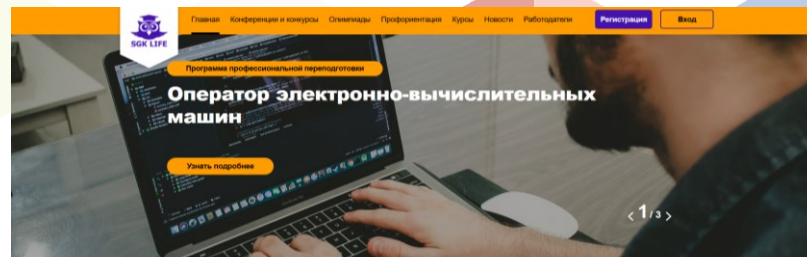 SGK LIFE
Главная Конференции и конкурсы Олимпиады Профориентация Курсы Новости Работодатели Регистрация Вход
Программа профессиональной переподготовки
Оператор электронно-вычислительных
машин
Узнать подробнее
< 1 / 3 >